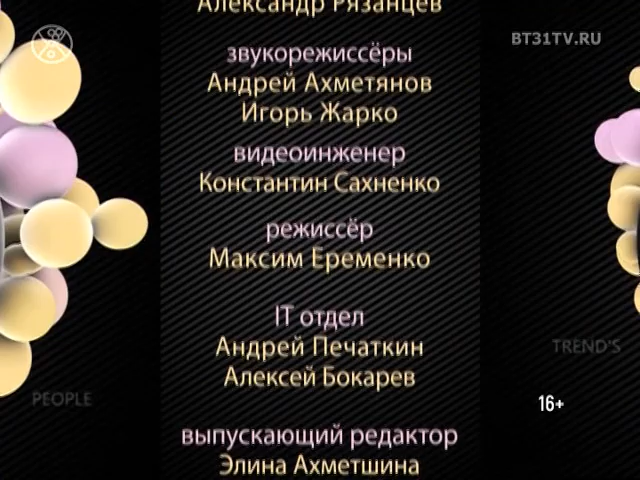 Александр Рязанцев
BT31TV.RU
звукорежиссёры
Андрей Ахметянов
Игорь Жарко
видеоинженер
Константин Сахненко
режиссёр
Максим Еременко
IT отдел
Андрей Печаткин
TREND'S
Алексей Бокарев
PEOPLE
16+
выпускающий редактор
Элина Ахметшина